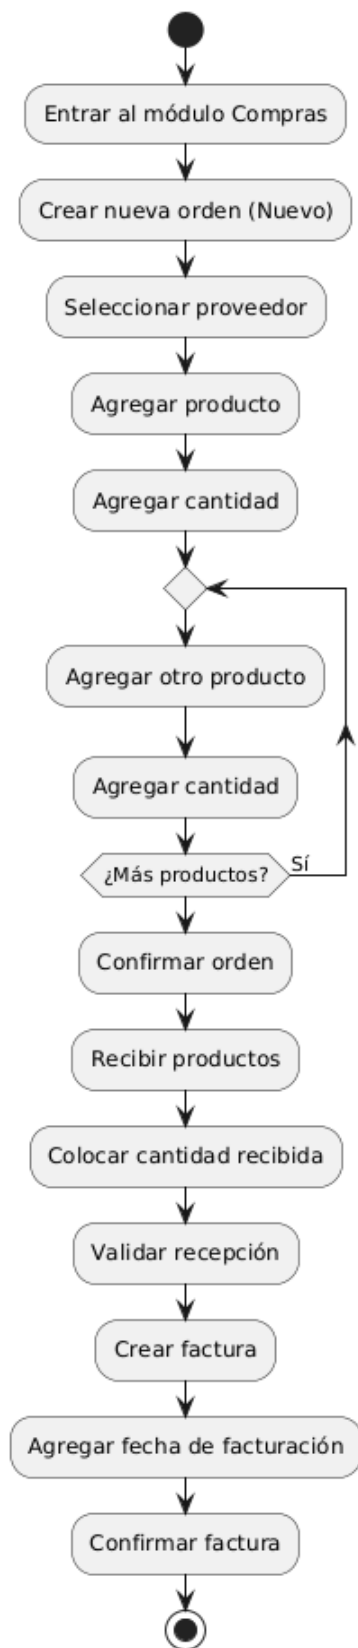 Entrar al módulo Compras
Crear nueva orden (Nuevo)
Seleccionar proveedor
Agregar producto
Agregar cantidad
Agregar otro producto
Agregar cantidad
¿Más productos?
Sí
Confirmar orden
Recibir productos
Colocar cantidad recibida
Validar recepción
Crear factura
Agregar fecha de facturación
Confirmar factura